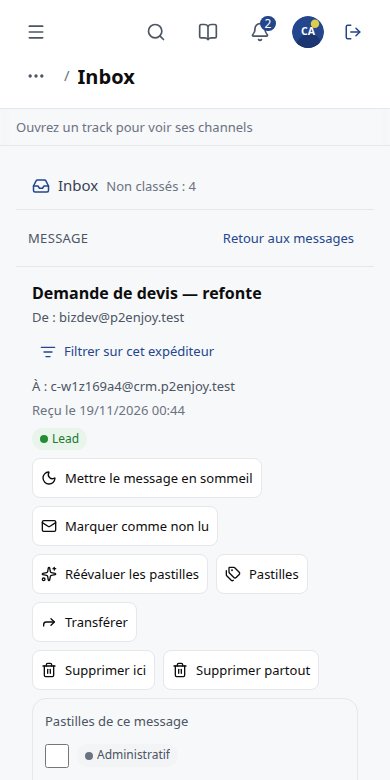 2
CA
... / Inbox
Ouvrez un track pour voir ses channels
Inbox Non classés : 4
MESSAGE Retour aux messages
Demande de devis — refonte
De : bizdev@p2enjoy.test
Filtrer sur cet expéditeur
À : c-w1z169a4@crm.p2enjoy.test
Reçu le 19/11/2026 00:44
Lead
Mettre le message en sommeil
Marquer comme non lu
Réévaluer les pastilles Pastilles
Transférer
Supprimer ici Supprimer partout
Pastilles de ce message
Administratif